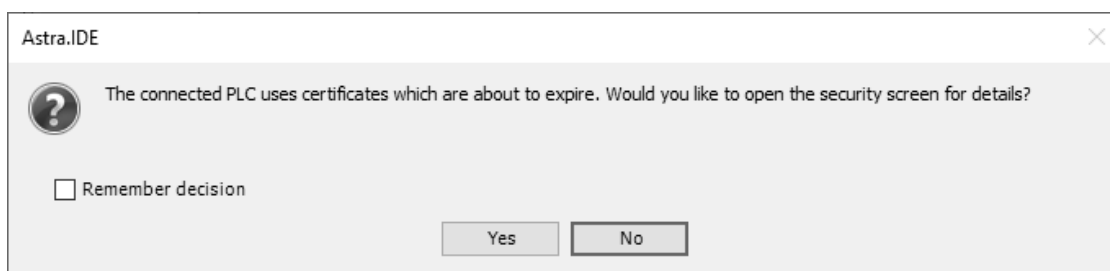 Astra.IDE
The connected PLC uses certificates which are about to expire. Would you like to open the security screen for details?
Remember decision
Yes
No